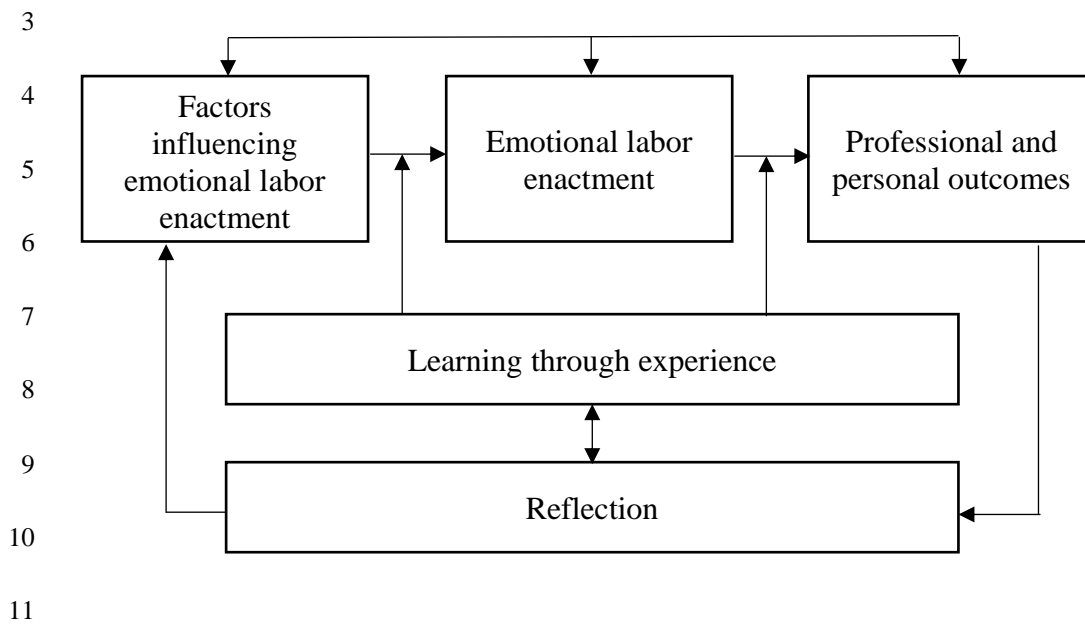 3
4
Factors
influencing
emotional labor
enactment
Emotional labor
enactment
Professional and
personal outcomes
5
6
7
Learning through experience
8
9
Reflection
10
11